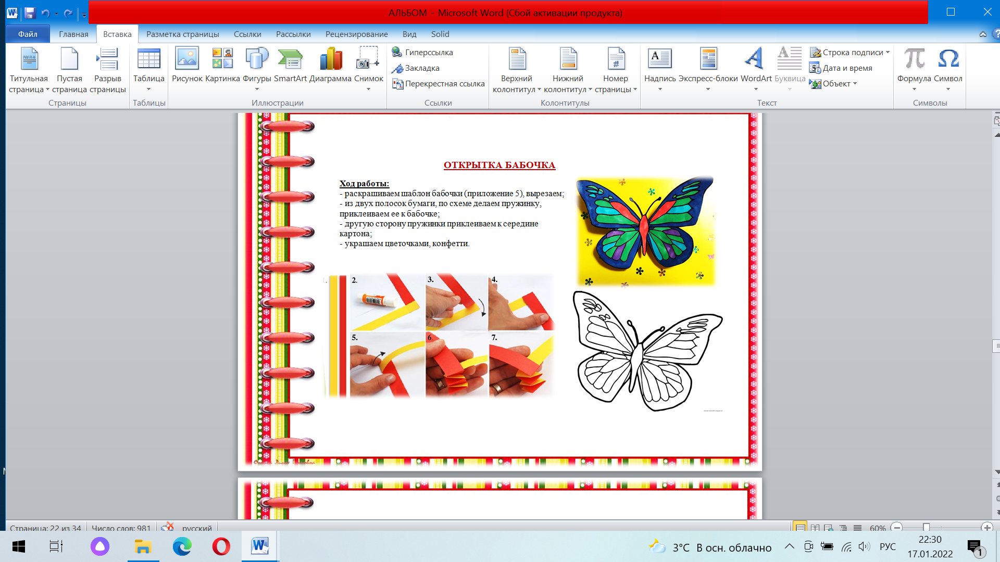 АЛЬБОМ - Microsoft Word (Сбой активации продукта)
Файл Главная Вставка Разметка страницы Ссылки Рассылки Рецензирование Вид Solid
Титульная страница
Пустая страница
Разрыв страницы
Таблица
Рисунок
Картинка
Фигуры
SmartArt
Диаграмма
Снимок
Гиперссылка
Закладка
Перекрестная ссылка
Верхний колонтитул
Нижний колонтитул
Номер страницы
Надпись
Экспресс-блоки
WordArt
Буквица
Строка подписи
Дата и время
Объект
Формула
Символ
Страницы Таблицы Иллюстрации Ссылки Колонтитулы Текст Символы
ОТКРЫТКА БАБОЧКА
Ход работы:
- раскрашиваем шаблон бабочки (приложение 5), вырезаем;
- из двух полосок бумаги, по схеме делаем пружинку,
приклеиваем ее к бабочке;
- другую сторону пружинки приклеиваем к середине
картона;
- украшаем цветочками, конфетти.
1. 2. 3. 4.
5. 6. 7.
Страница: 22 из 34 Число слов: 981 русский 60%
3°C В осн. облачно РУС 22:30
17.01.2022 1